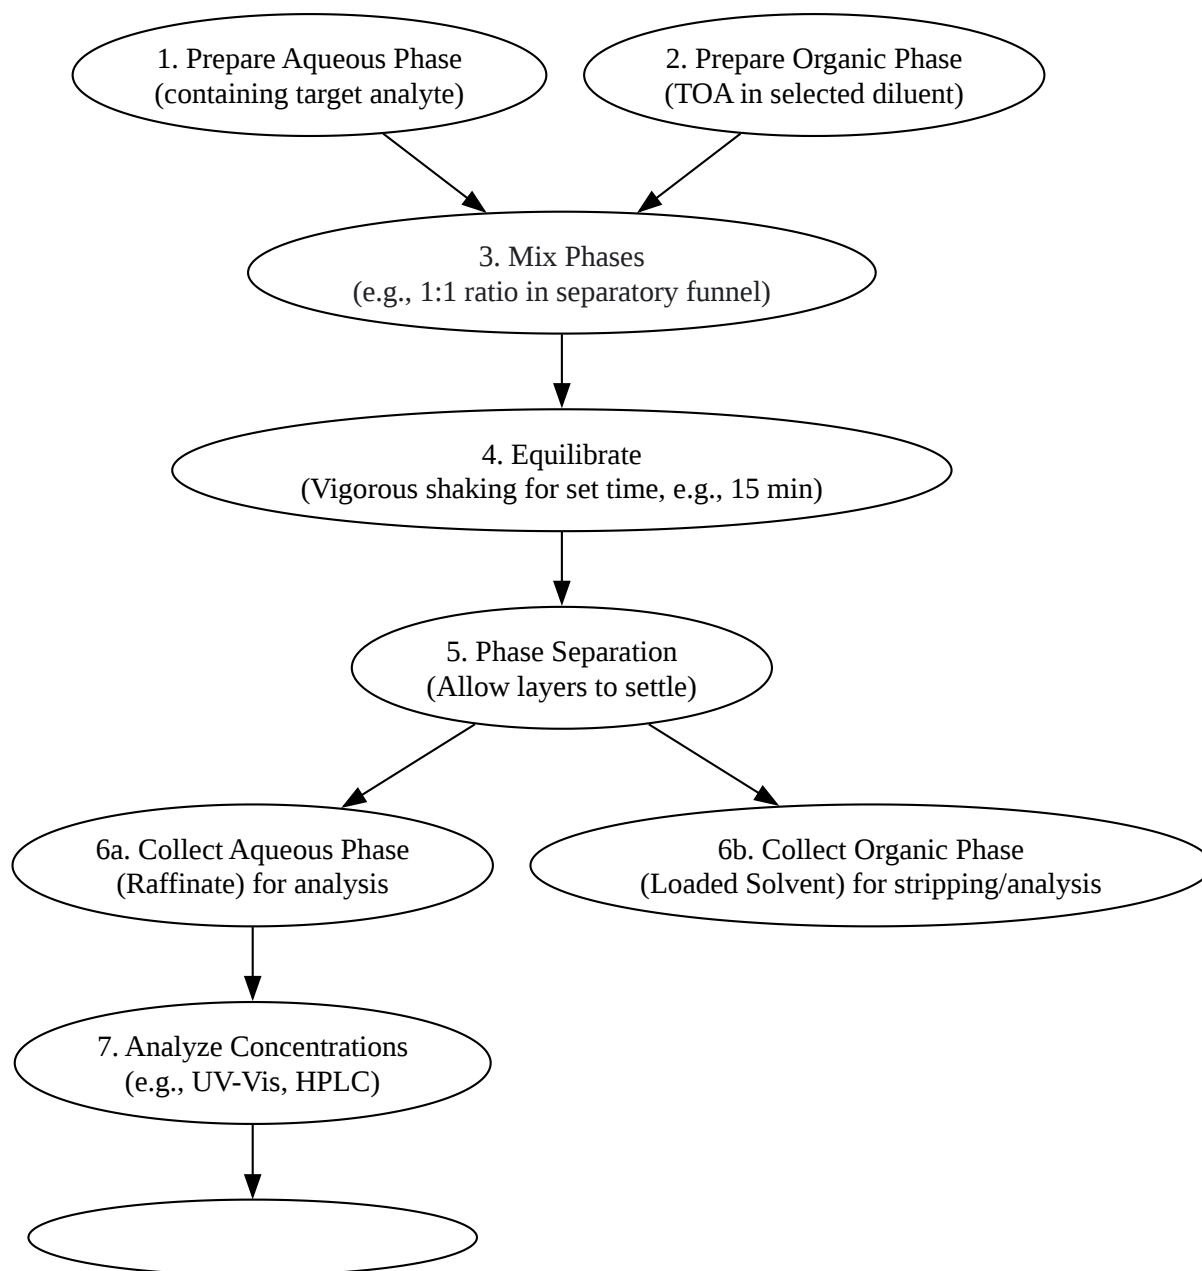 1. Prepare Aqueous Phase
(containing target analyte)
2. Prepare Organic Phase
(TOA in selected diluent)
3. Mix Phases
(e.g., 1:1 ratio in separatory funnel)
4. Equilibrate
(Vigorous shaking for set time, e.g., 15 min)
5. Phase Separation
(Allow layers to settle)
6a. Collect Aqueous Phase
(Raffinate) for analysis
6b. Collect Organic Phase
(Loaded Solvent) for stripping/analysis
7. Analyze Concentrations
(e.g., UV-Vis, HPLC)